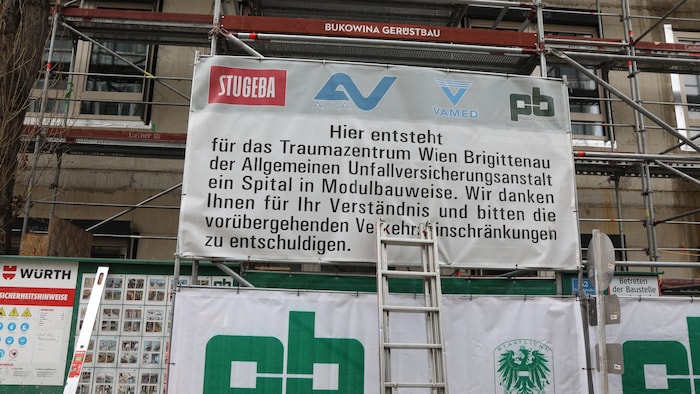 BUKOWINA GERÜSTBAU
STUGEBA
AUVA
VAMED
pb
Hier entsteht
für das Traumazentrum Wien Brigittenau
der Allgemeinen Unfallversicherungsanstalt
ein Spital in Modulbauweise. Wir danken
Ihnen für Ihr Verständnis und bitten die
vorübergehenden Verkehrseinschränkungen
zu entschuldigen.
WÜRTH
SICHERHEITSHINWEISE
Betreten
der Baustelle
pb
STAATLICHE
pb